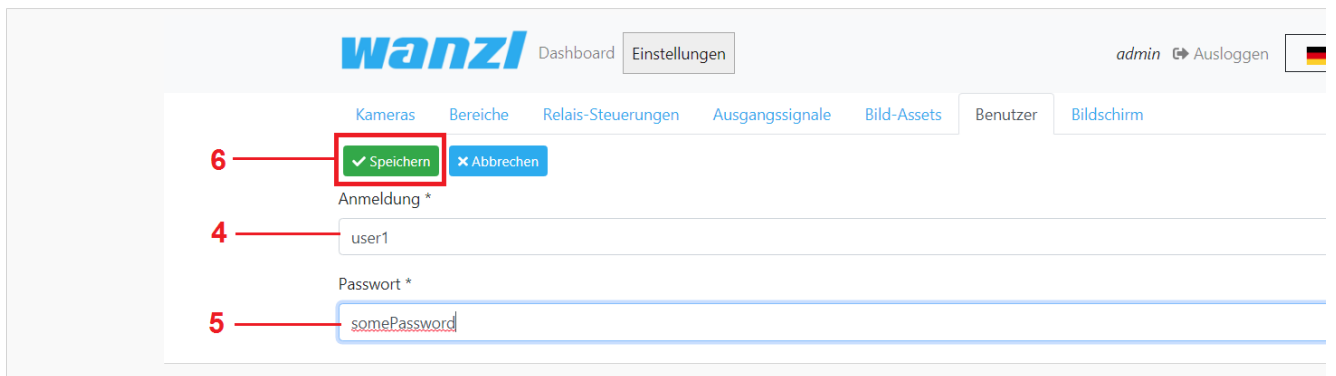 wanzl Dashboard Einstellungen admin Ausloggen
Kameras Bereiche Relais-Steuerungen Ausgangssignale Bild-Assets Benutzer Bildschirm
6 Speichern Abbrechen
Anmeldung *
4 user1
Passwort *
5 somePassword